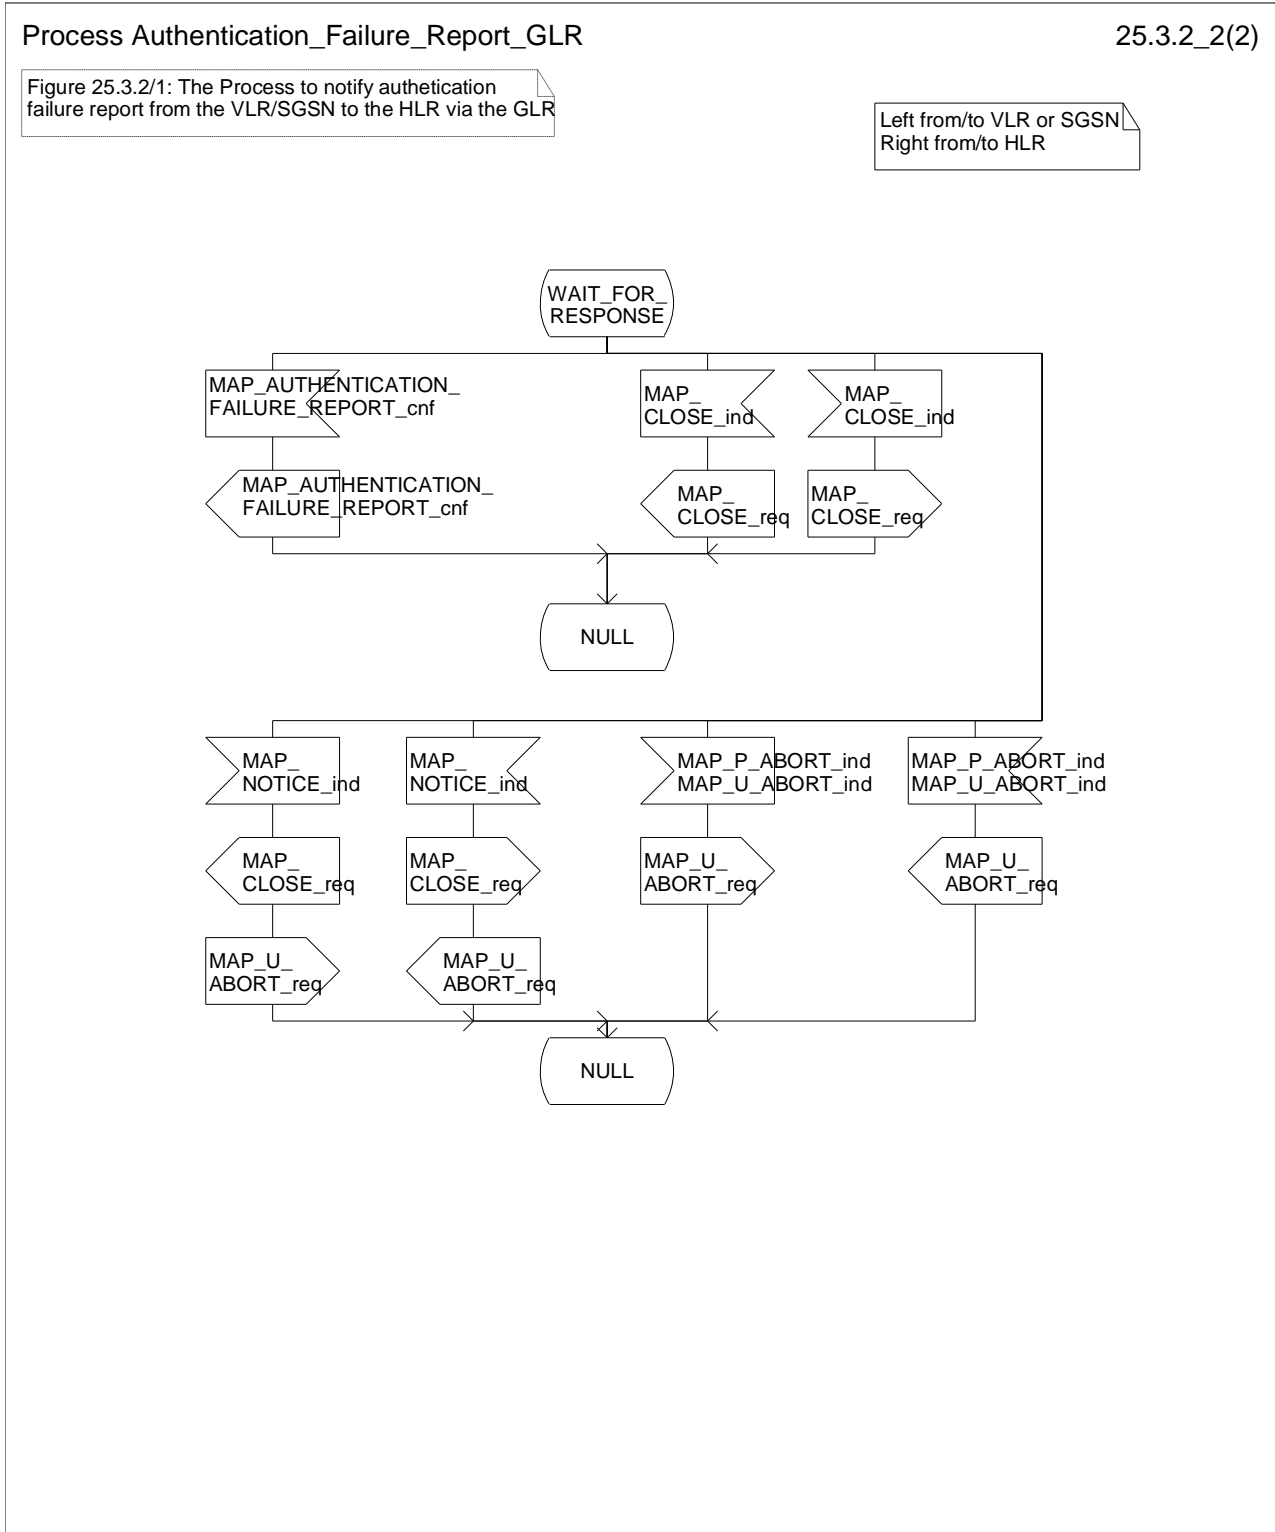 Process Authentication_Failure_Report_GLR
25.3.2_2(2)
Figure 25.3.2/1: The Process to notify authetication
failure report from the VLR/SGSN to the HLR via the GLR
Left from/to VLR or SGSN
Right from/to HLR
WAIT_FOR_
RESPONSE
MAP_AUTHENTICATION_
FAILURE_REPORT_cnf
MAP_
CLOSE_ind
MAP_
CLOSE_ind
MAP_AUTHENTICATION_
FAILURE_REPORT_cnf
MAP_
CLOSE_req
MAP_
CLOSE_req
NULL
MAP_
NOTICE_ind
MAP_
NOTICE_ind
MAP_P_ABORT_ind
MAP_U_ABORT_ind
MAP_P_ABORT_ind
MAP_U_ABORT_ind
MAP_
CLOSE_req
MAP_
CLOSE_req
MAP_U_
ABORT_req
MAP_U_
ABORT_req
MAP_U_
ABORT_req
MAP_U_
ABORT_req
NULL